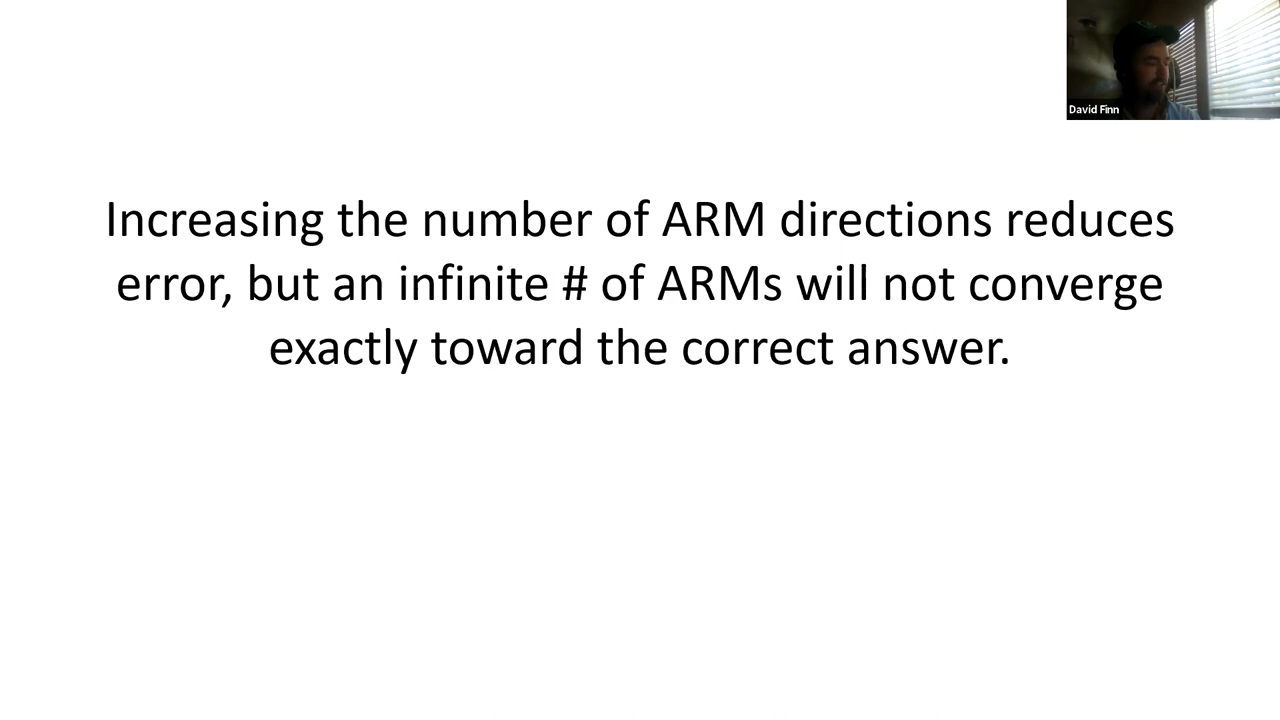 David Finn
Increasing the number of ARM directions reduces
error, but an infinite # of ARMs will not converge
exactly toward the correct answer.